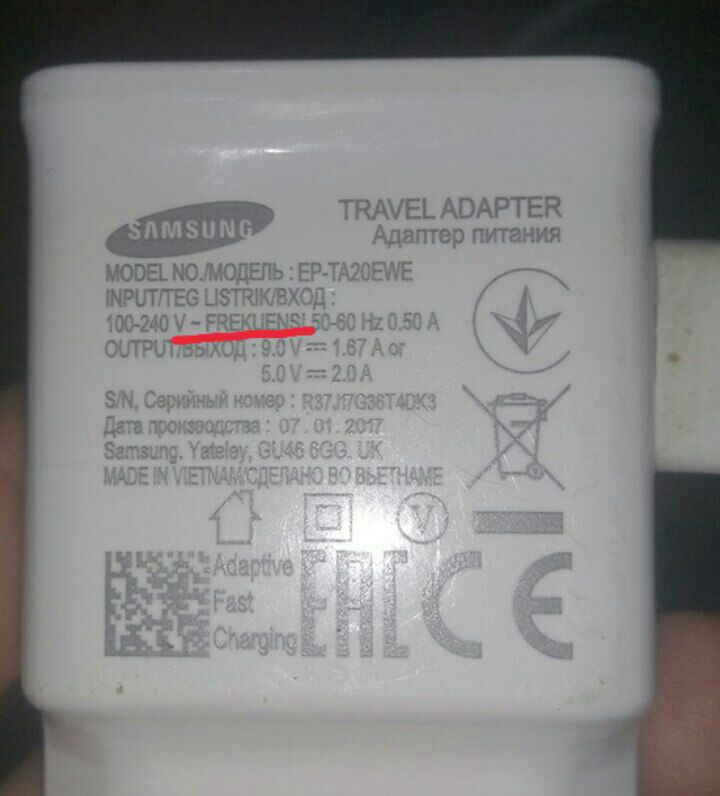 SAMSUNG
TRAVEL ADAPTER
Адаптер питания
MODEL NO./МОДЕЛЬ : EP-TA20EWE
INPUT/TEG LISTRIK/ВХОД :
100-240 V ~ FREKUENSI 50-60 Hz 0.50 A
OUTPUT/ВЫХОД : 9.0 V ⎓ 1.67 A or
5.0 V ⎓ 2.0 A
S/N, Серийный номер : R37J17G36T4DK3
Дата производства : 07 . 01 . 2017
Samsung. Yateley, GU46 6GG. UK
MADE IN VIETNAM/СДЕЛАНО ВО ВЬЕТНАМЕ
V
Adaptive
Fast
Charging
EAC CE